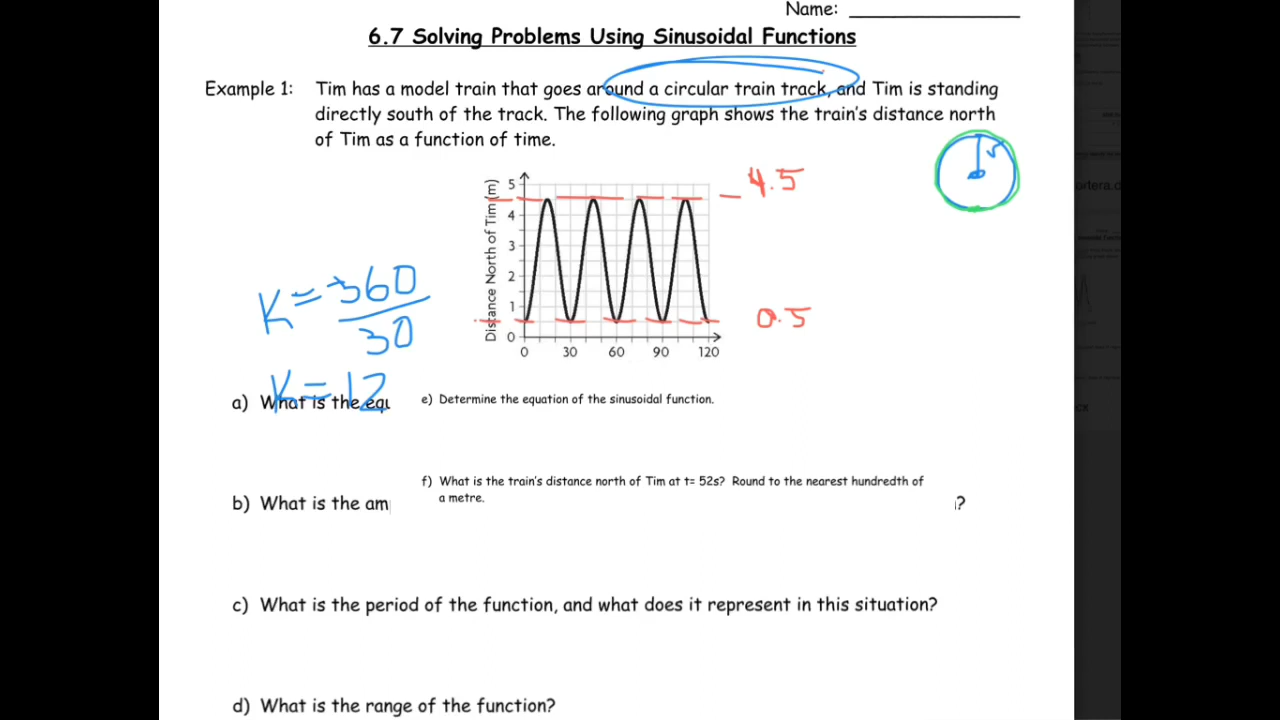 Name: ____________________
6.7 Solving Problems Using Sinusoidal Functions
Example 1: Tim has a model train that goes around a circular train track, and Tim is standing
directly south of the track. The following graph shows the train's distance north
of Tim as a function of time.
r
Distance North of Tim (m)
5
4
3
2
1
0
0 30 60 90 120
4.5
0.5
K = 360
30
K = 12
a) What is the equ
e) Determine the equation of the sinusoidal function.
f) What is the train's distance north of Tim at t= 52s? Round to the nearest hundredth of
a metre.
b) What is the am ?
c) What is the period of the function, and what does it represent in this situation?
d) What is the range of the function?
ortera.d